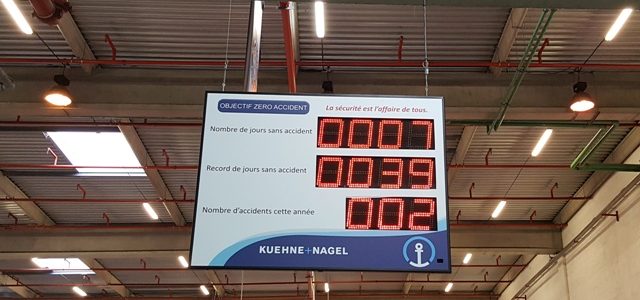 OBJECTIF ZERO ACCIDENT
La sécurité est l'affaire de tous.
Nombre de jours sans accident 0007
Record de jours sans accident 0039
Nombre d'accidents cette année 002
KUEHNE+NAGEL